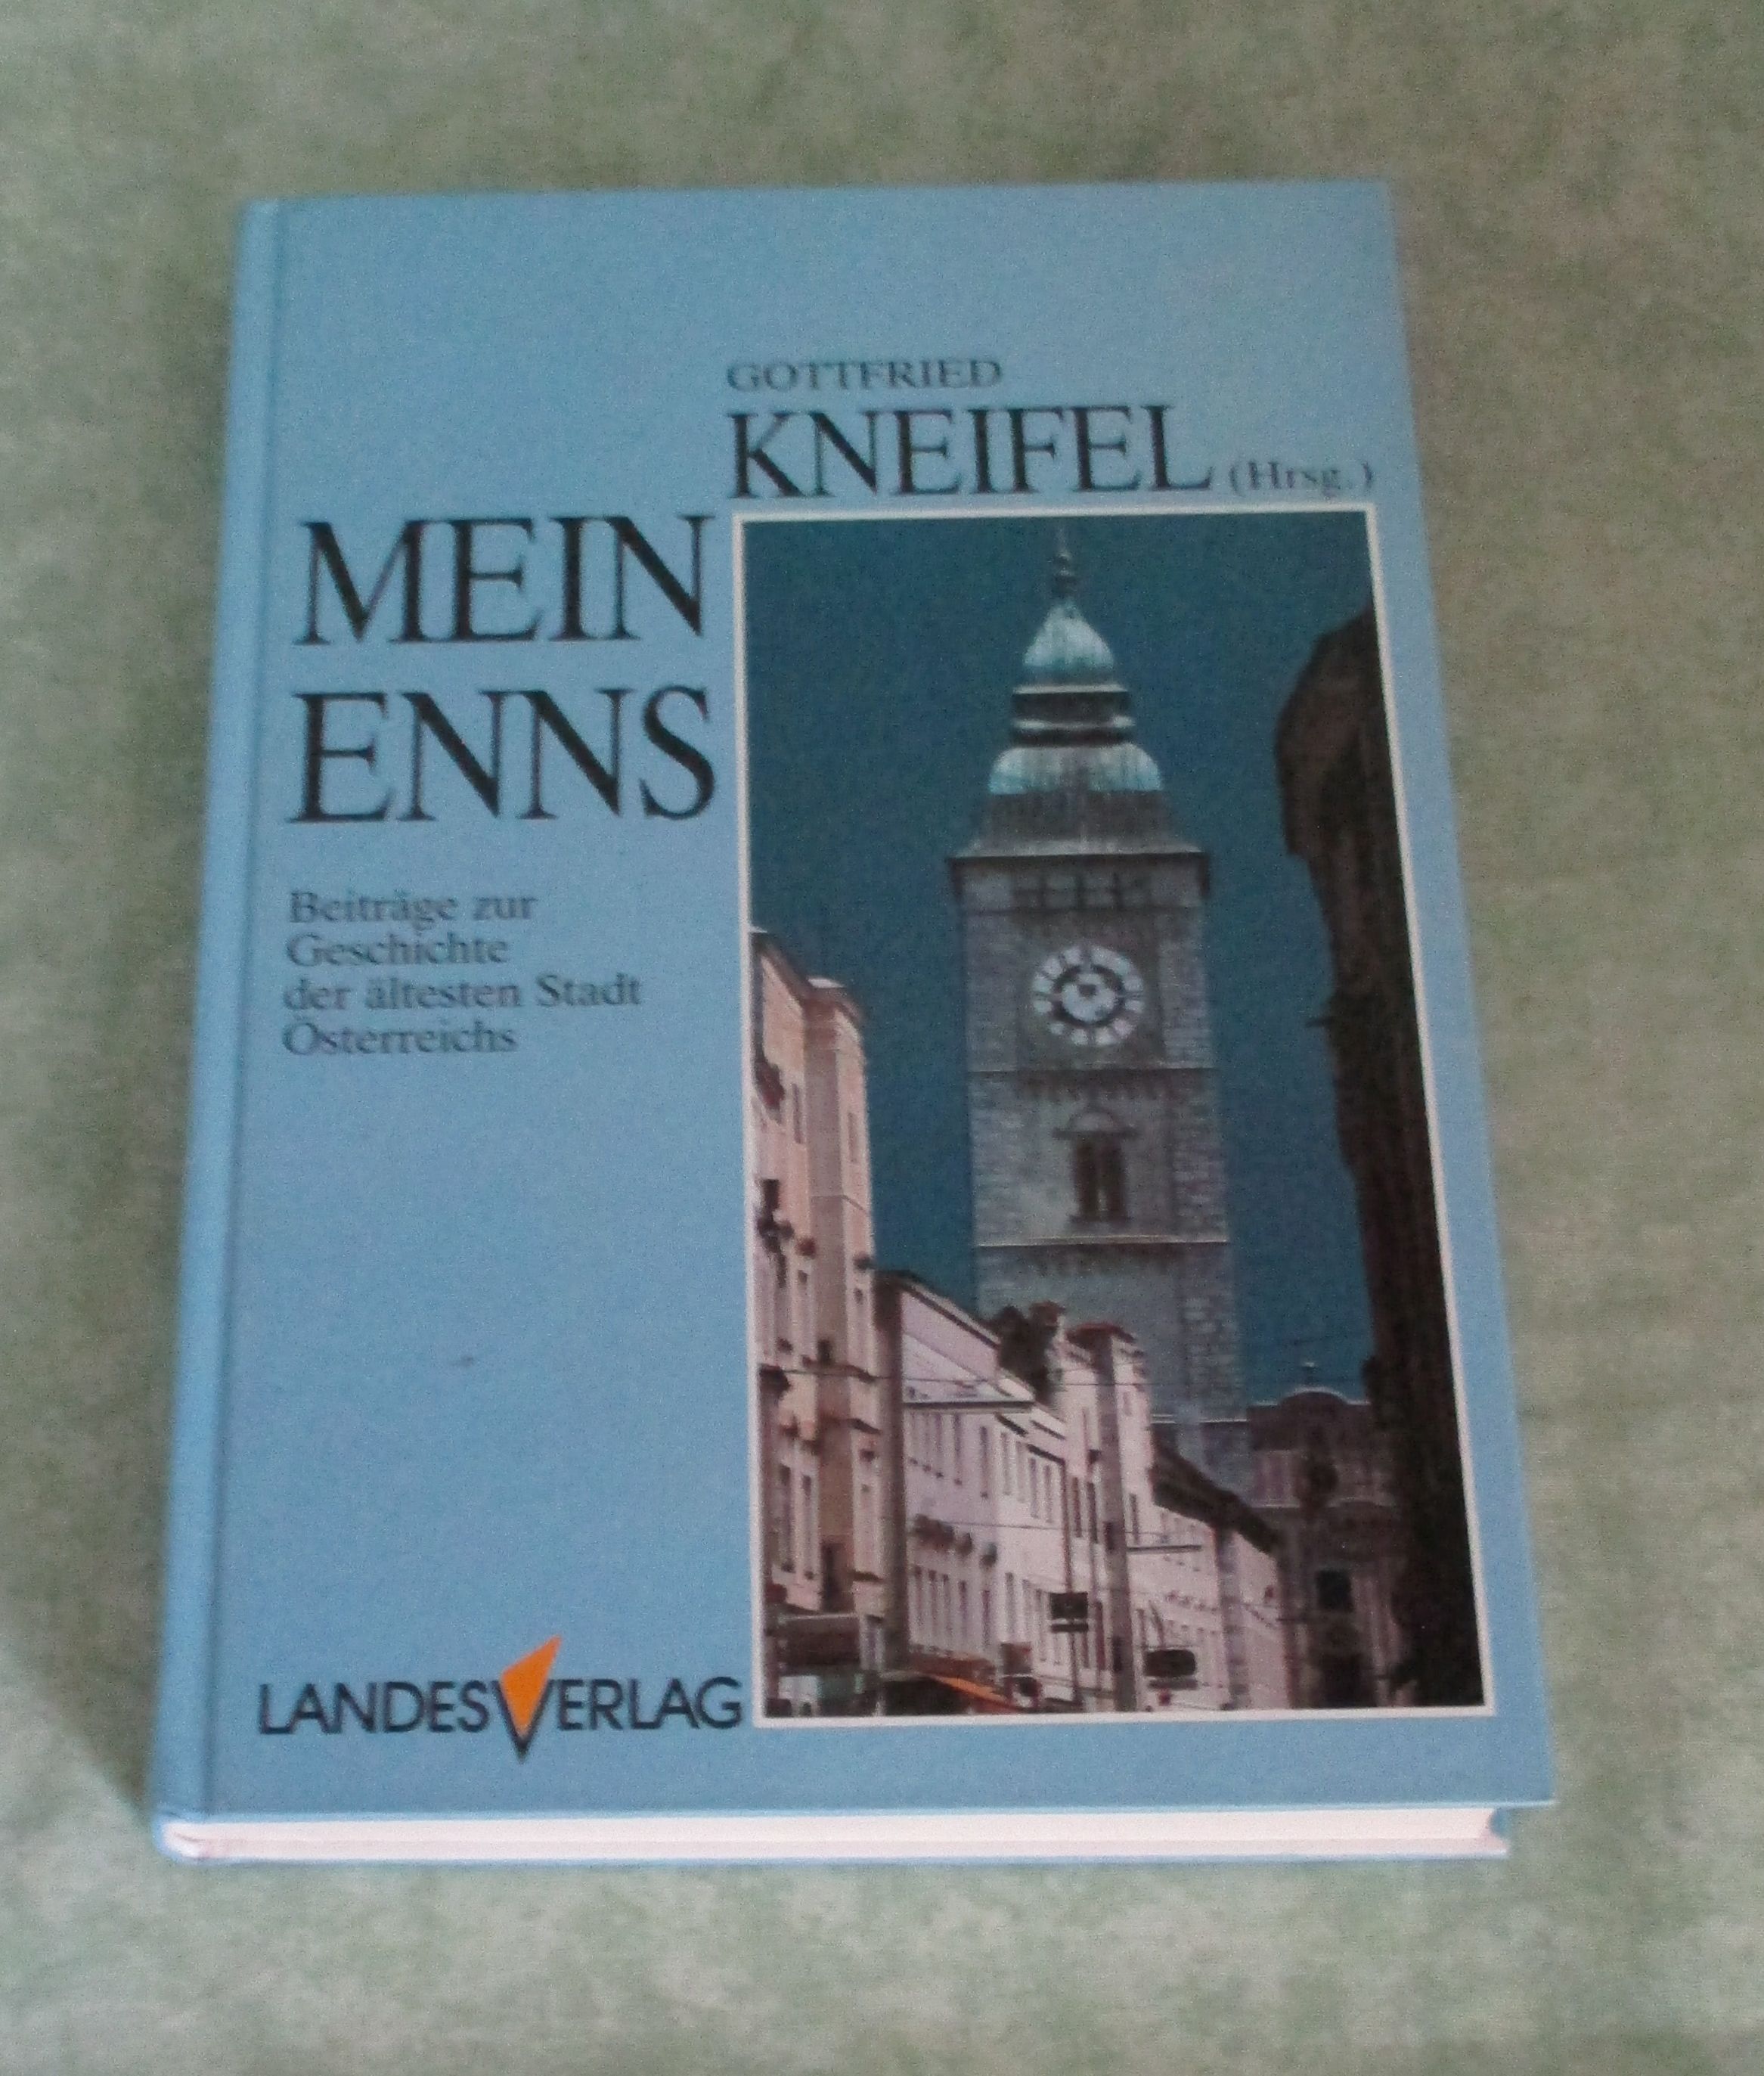 GOTTFRIED
KNEIFEL (Hrsg.)
MEIN
ENNS
Beiträge zur
Geschichte
der ältesten Stadt
Österreichs
LANDESVERLAG